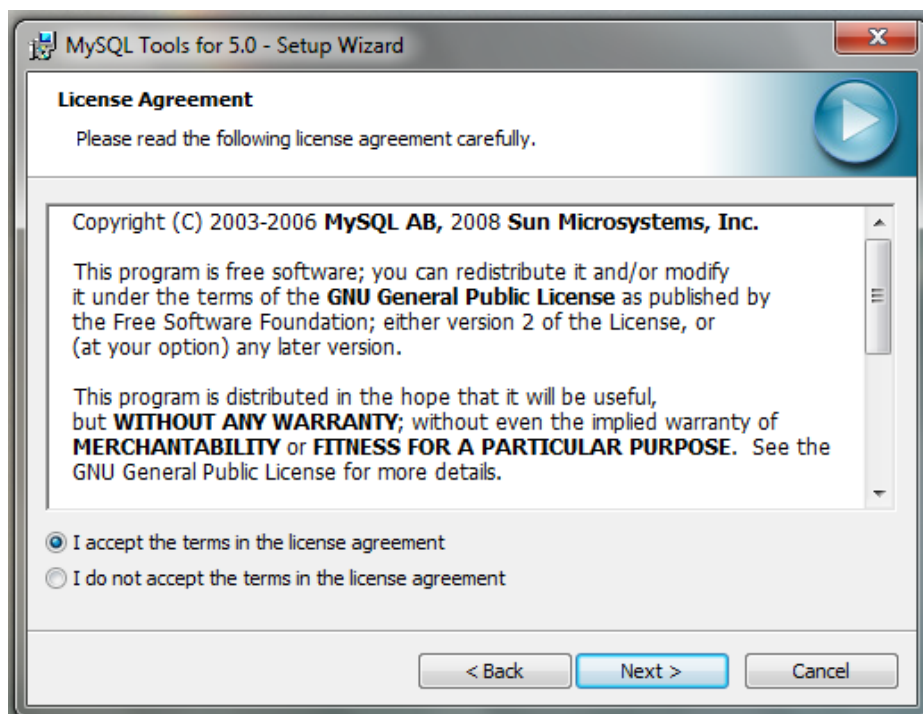 MySQL Tools for 5.0 - Setup Wizard
License Agreement
Please read the following license agreement carefully.
Copyright (C) 2003-2006 MySQL AB, 2008 Sun Microsystems, Inc.
This program is free software; you can redistribute it and/or modify
it under the terms of the GNU General Public License as published by
the Free Software Foundation; either version 2 of the License, or
(at your option) any later version.
This program is distributed in the hope that it will be useful,
but WITHOUT ANY WARRANTY; without even the implied warranty of
MERCHANTABILITY or FITNESS FOR A PARTICULAR PURPOSE.  See the
GNU General Public License for more details.
I accept the terms in the license agreement
I do not accept the terms in the license agreement
< Back Next > Cancel